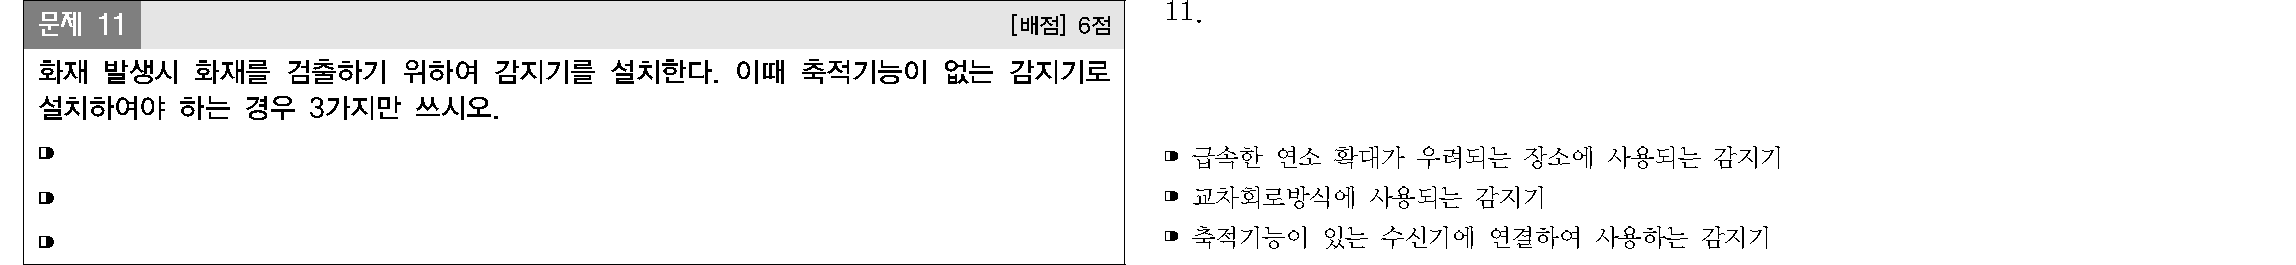 문제 11
[배점] 6점
화재 발생시 화재를 검출하기 위하여 감지기를 설치한다. 이때 축적기능이 없는 감지기로
설치하여야 하는 경우 3가지만 쓰시오.
11.
급속한 연소 확대가 우려되는 장소에 사용되는 감지기
교차회로방식에 사용되는 감지기
축적기능이 있는 수신기에 연결하여 사용하는 감지기